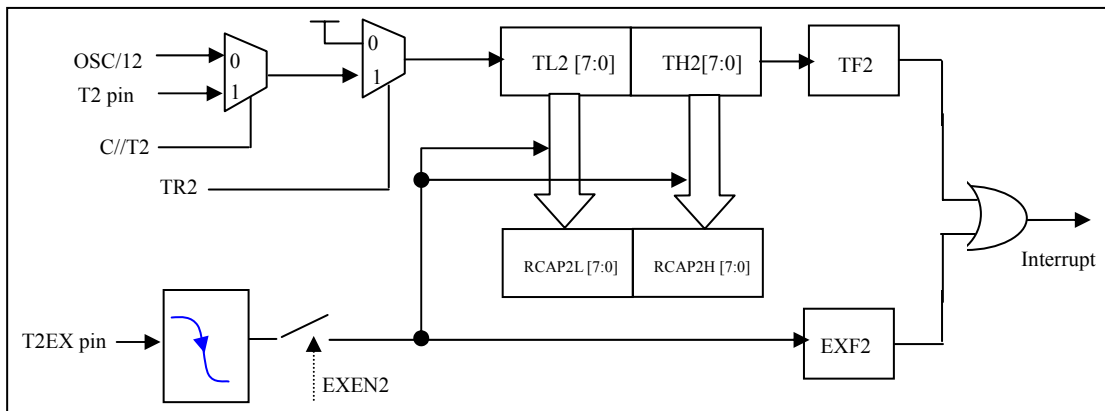 OSC/12
0
T2 pin
1
C//T2
0
1
TR2
TL2 [7:0]
TH2[7:0]
TF2
RCAP2L [7:0]
RCAP2H [7:0]
Interrupt
T2EX pin
EXEN2
EXF2